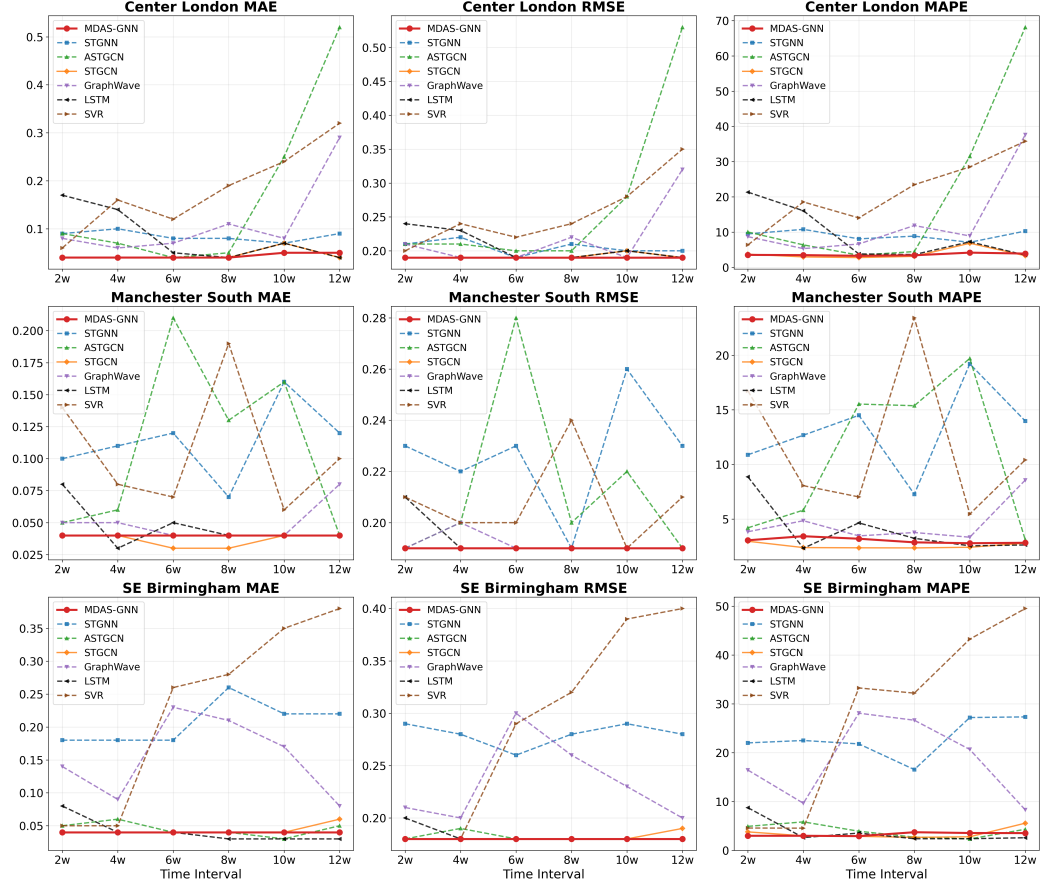 Center London MAE
0.5
0.4
0.3
0.2
0.1
MDAS-GNN
STGNN
ASTGCN
STGCN
GraphWave
LSTM
SVR
2w 4w 6w 8w 10w 12w
Center London RMSE
0.50
0.45
0.40
0.35
0.30
0.25
0.20
MDAS-GNN
STGNN
ASTGCN
STGCN
GraphWave
LSTM
SVR
2w 4w 6w 8w 10w 12w
Center London MAPE
70
60
50
40
30
20
10
0
MDAS-GNN
STGNN
ASTGCN
STGCN
GraphWave
LSTM
SVR
2w 4w 6w 8w 10w 12w
Manchester South MAE
0.200
0.175
0.150
0.125
0.100
0.075
0.050
0.025
MDAS-GNN
STGNN
ASTGCN
STGCN
GraphWave
LSTM
SVR
2w 4w 6w 8w 10w 12w
Manchester South RMSE
0.28
0.26
0.24
0.22
0.20
MDAS-GNN
STGNN
ASTGCN
STGCN
GraphWave
LSTM
SVR
2w 4w 6w 8w 10w 12w
Manchester South MAPE
20
15
10
5
MDAS-GNN
STGNN
ASTGCN
STGCN
GraphWave
LSTM
SVR
2w 4w 6w 8w 10w 12w
SE Birmingham MAE
0.35
0.30
0.25
0.20
0.15
0.10
0.05
MDAS-GNN
STGNN
ASTGCN
STGCN
GraphWave
LSTM
SVR
2w 4w 6w 8w 10w 12w
Time Interval
SE Birmingham RMSE
0.40
0.35
0.30
0.25
0.20
MDAS-GNN
STGNN
ASTGCN
STGCN
GraphWave
LSTM
SVR
2w 4w 6w 8w 10w 12w
Time Interval
SE Birmingham MAPE
50
40
30
20
10
0
MDAS-GNN
STGNN
ASTGCN
STGCN
GraphWave
LSTM
SVR
2w 4w 6w 8w 10w 12w
Time Interval